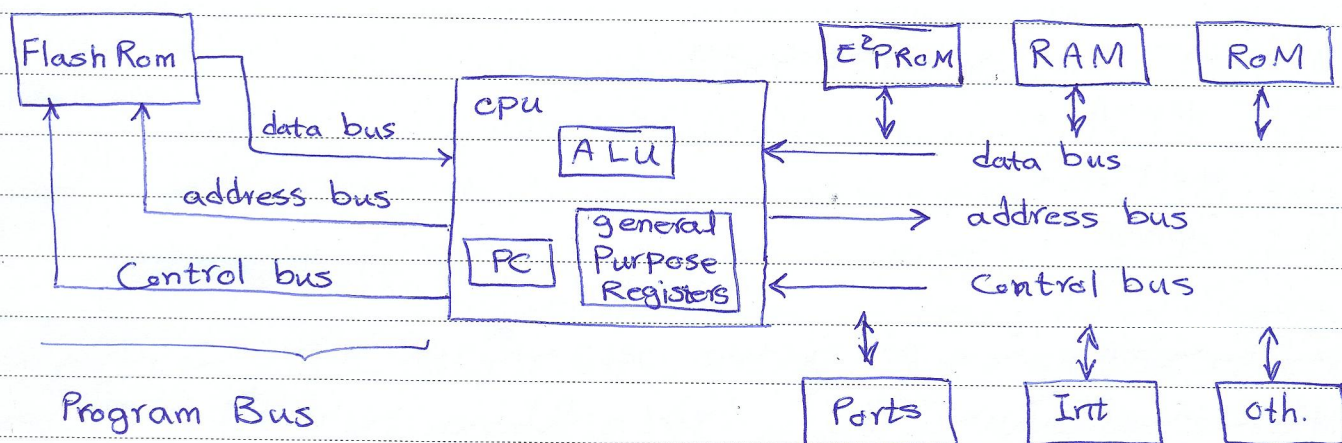 Flash Rom
E²PROM
RAM
ROM
cpu
data bus
ALU
data bus
address bus
general
Purpose
Registers
address bus
PC
Control bus
Control bus
Program Bus
Ports
Int
oth.